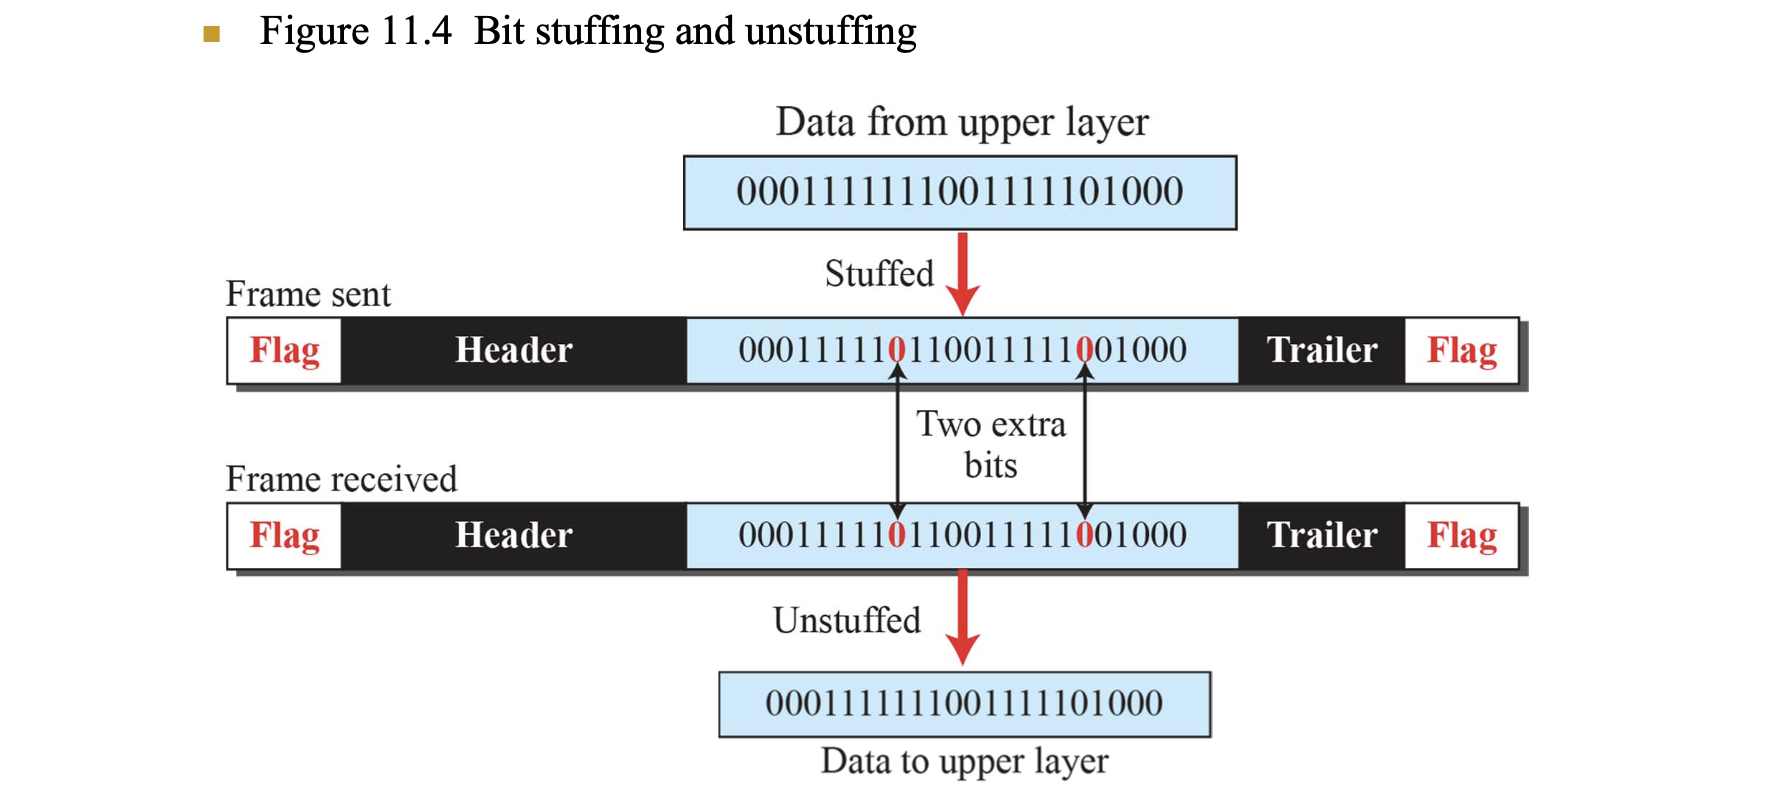 Figure 11.4 Bit stuffing and unstuffing
Data from upper layer
0001111111001111101000
Stuffed
Frame sent
Flag Header 000111110110011111001000 Trailer Flag
Two extra
bits
Frame received
Flag Header 000111110110011111001000 Trailer Flag
Unstuffed
0001111111001111101000
Data to upper layer